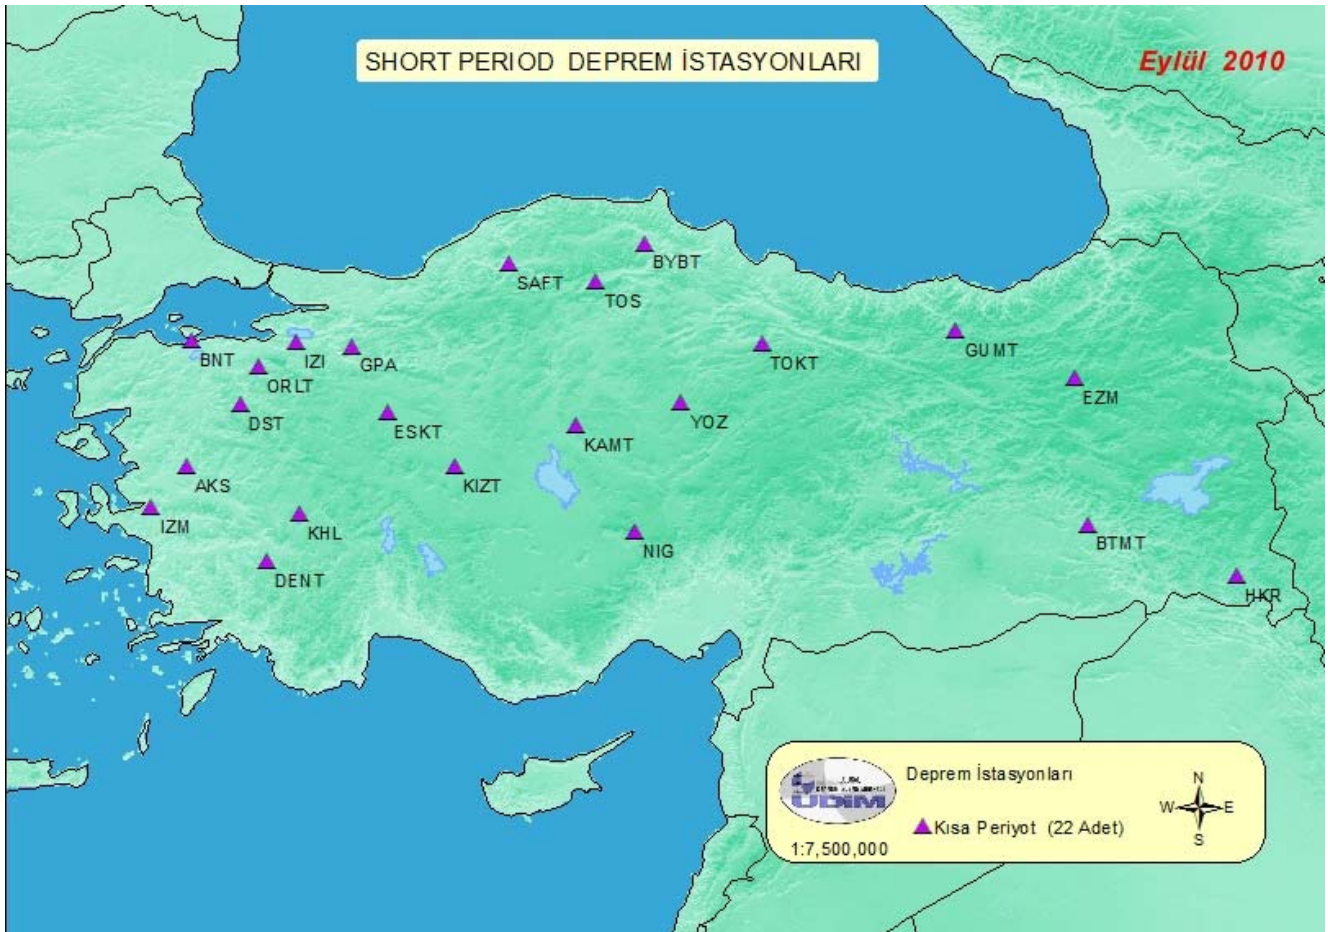 SHORT PERIOD DEPREM İSTASYONLARI
Eylül 2010
BYBT
SAFT
TOS
BNT
IZI
GPA
TOKT
GUMT
ORLT
EZM
DST
ESKT
KAMT
YOZ
AKS
KIZT
IZM
KHL
NIG
BTMT
DENT
HKR
Deprem İstasyonları
UDİM
Kısa Periyot (22 Adet)
1:7,500,000
N
W E
S